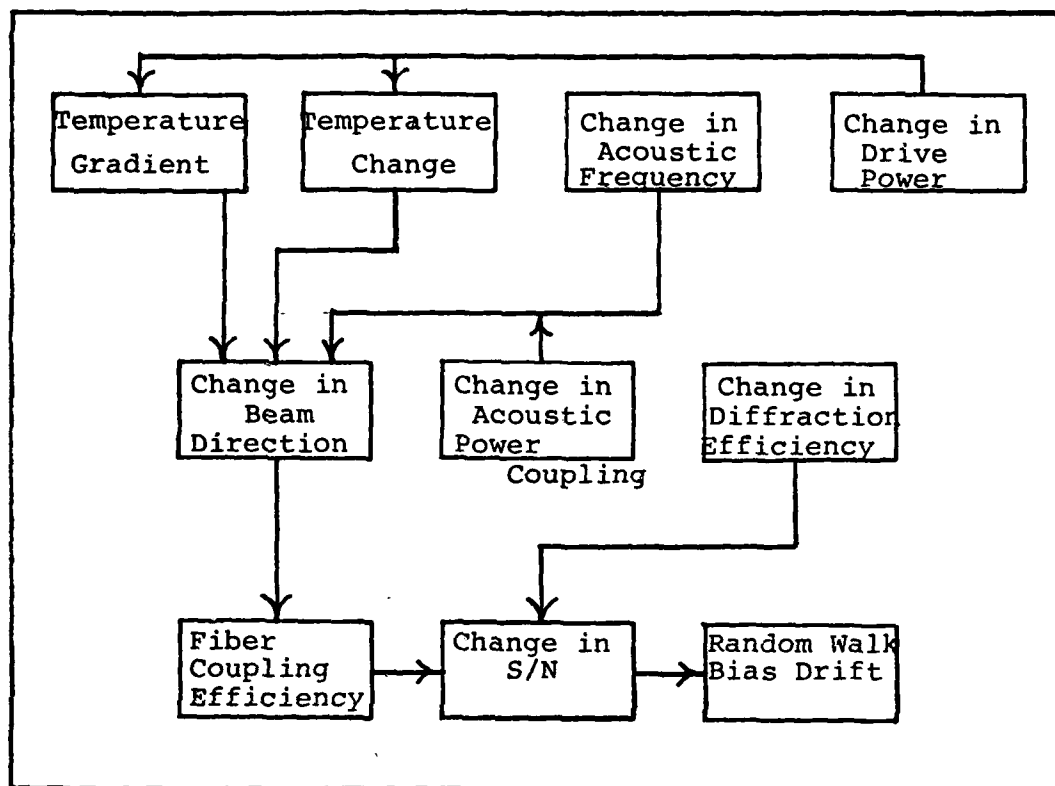 Temperature
Gradient
Temperature
Change
Change in
Acoustic
Frequency
Change in
Drive
Power
Change in
Beam
Direction
Change in
Acoustic
Power
Coupling
Change in
Diffraction
Efficiency
Fiber
Coupling
Efficiency
Change in
S/N
Random Walk
Bias Drift